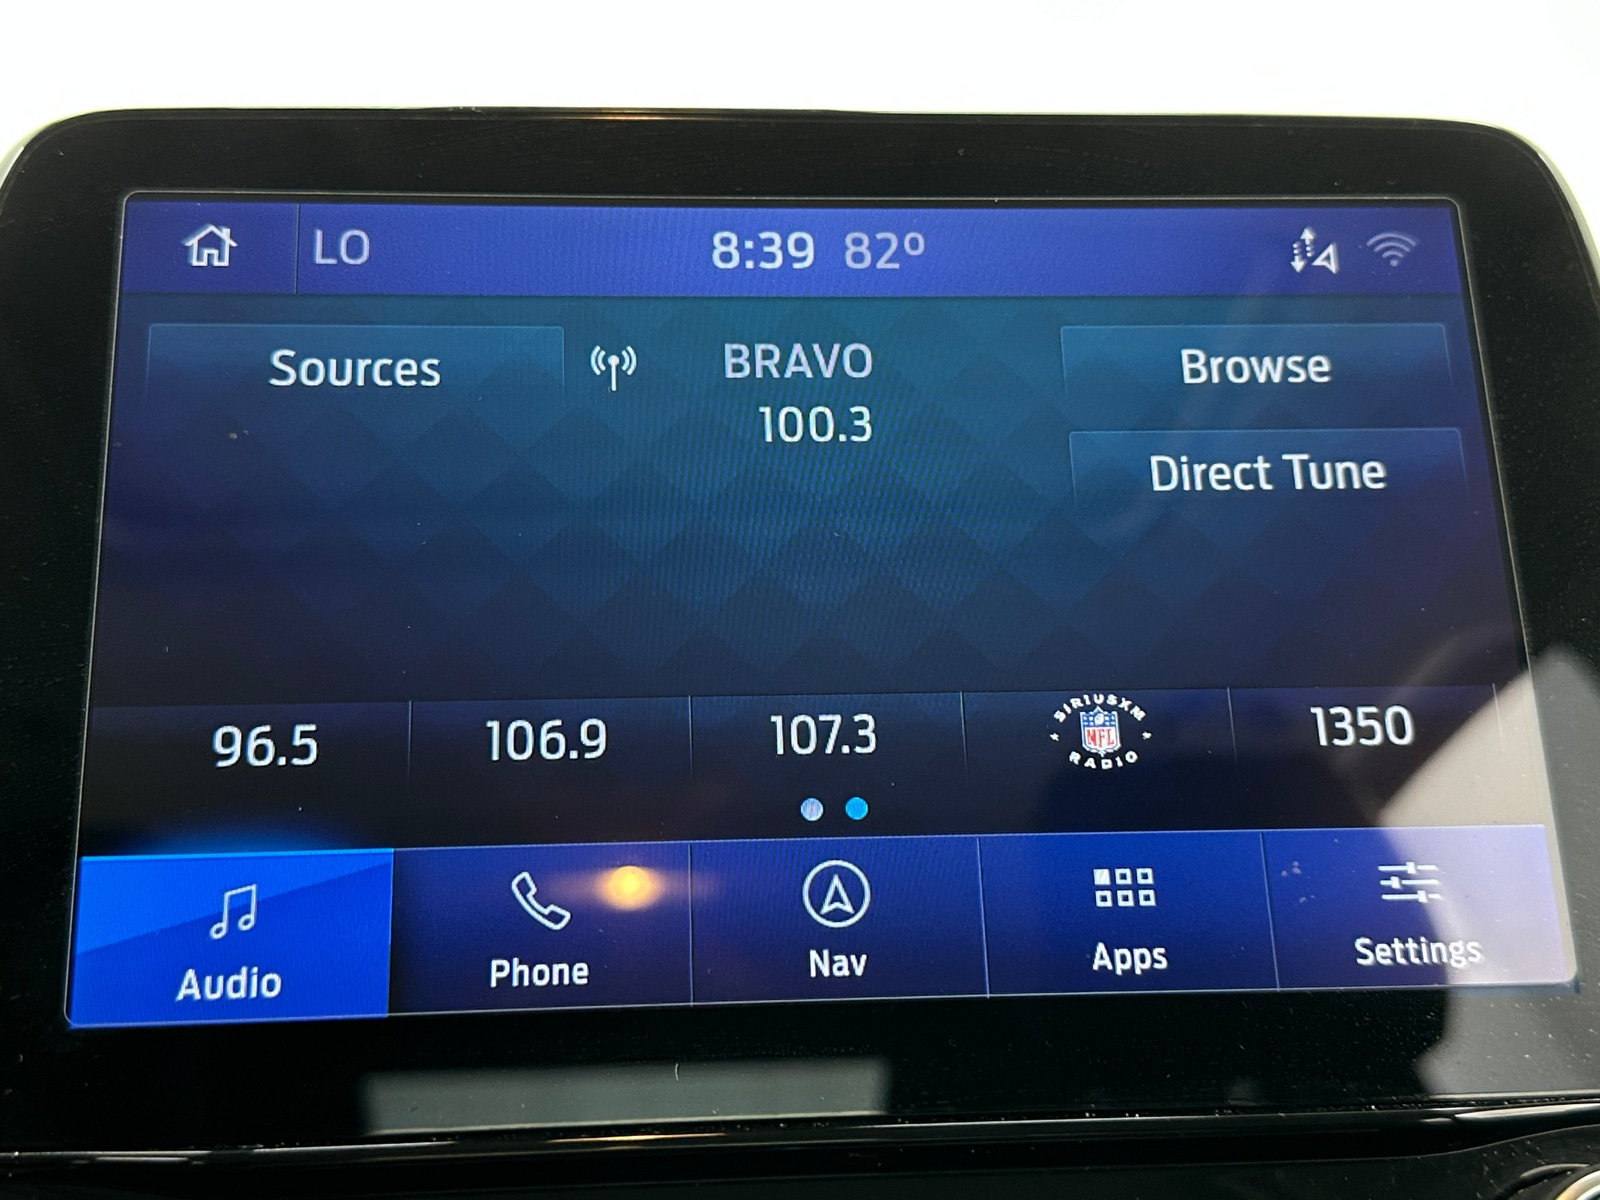 LO
8:39 82º
Sources
BRAVO
100.3
Browse
Direct Tune
96.5
106.9
107.3
SIRIUSXM
NFL
RADIO
1350
Audio
Phone
Nav
Apps
Settings